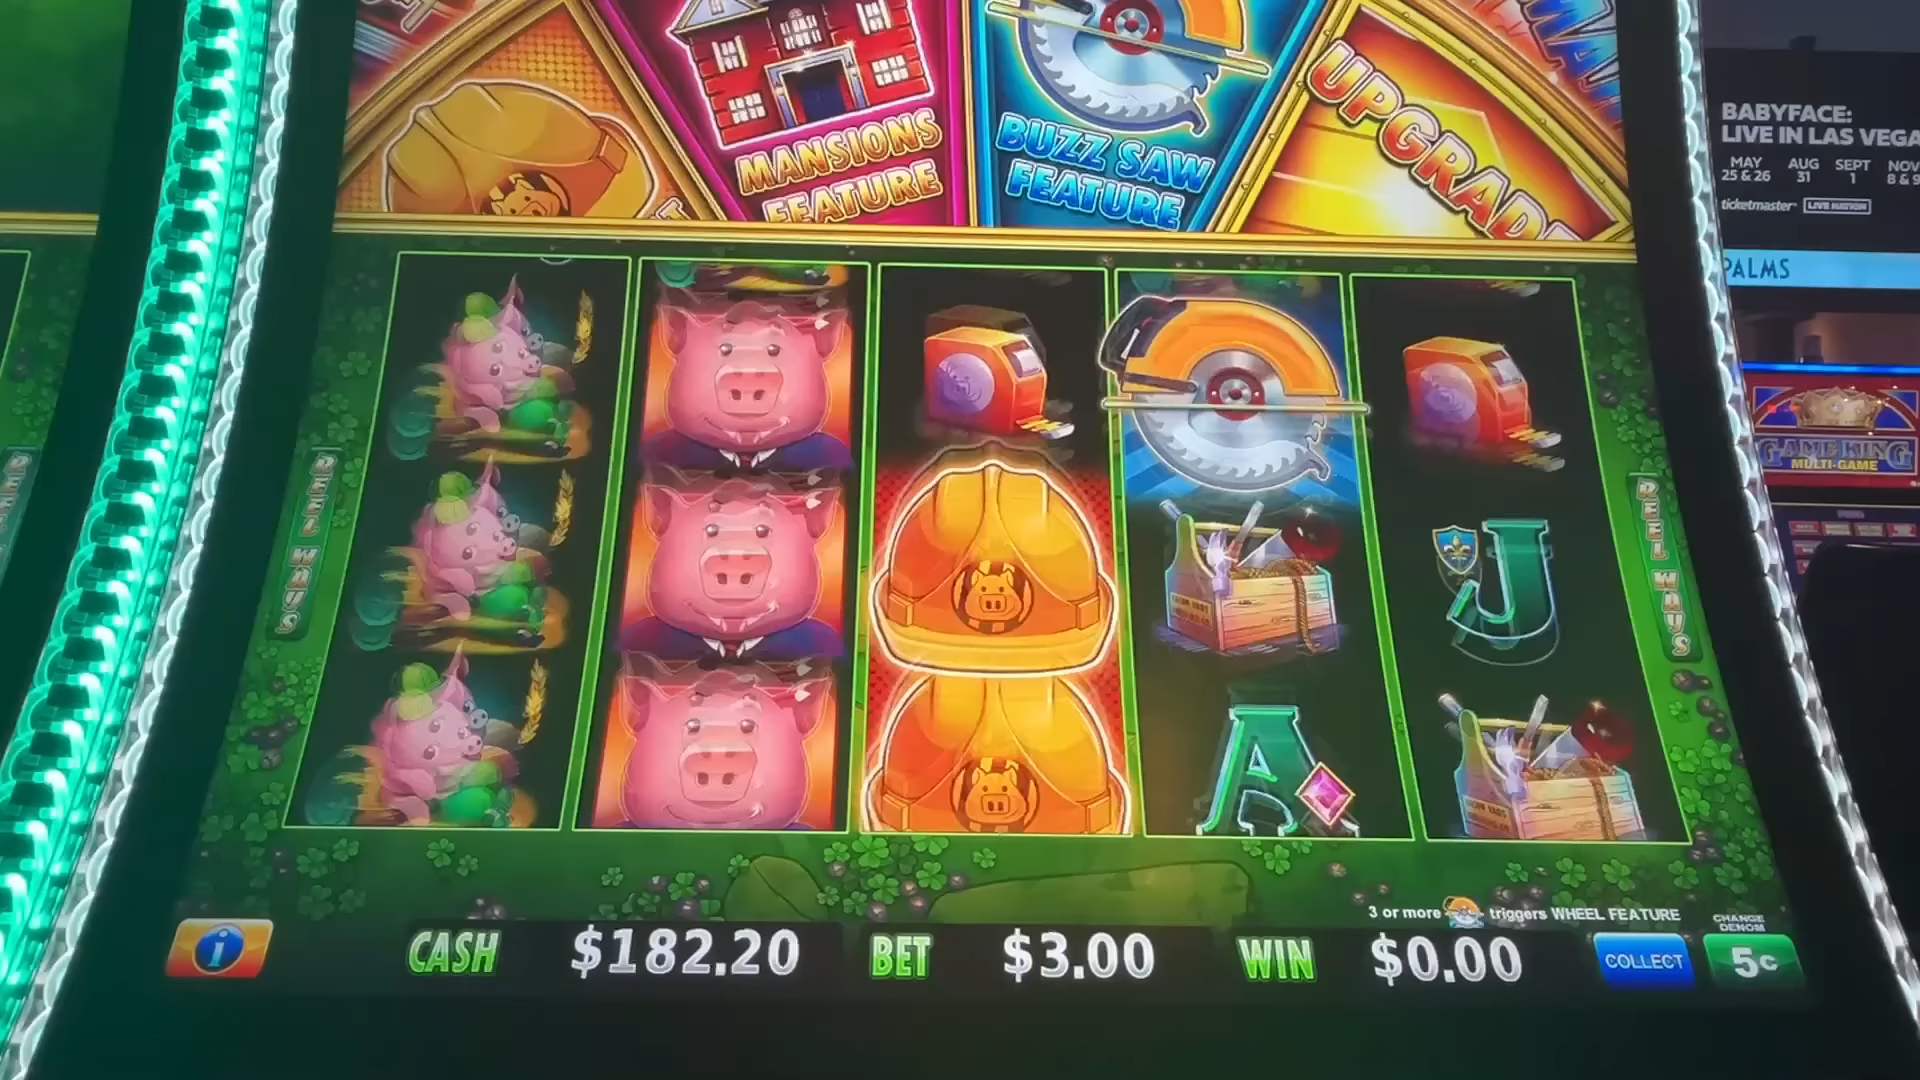 MANSIONS
FEATURE
BUZZ SAW
FEATURE
UPGRADE
BABYFACE:
LIVE IN LAS VEGA
MAY
25 & 26
AUG
31
SEPT
1
NOV
8 & 9
ticketmaster
LIVE NATION
PALMS
GAME KING
MULTI-GAME
REEL WAYS
REEL WAYS
J
A
3 or more triggers WHEEL FEATURE
CASH $182.20 BET $3.00 WIN $0.00
COLLECT
CHANGE
DENOM
5¢